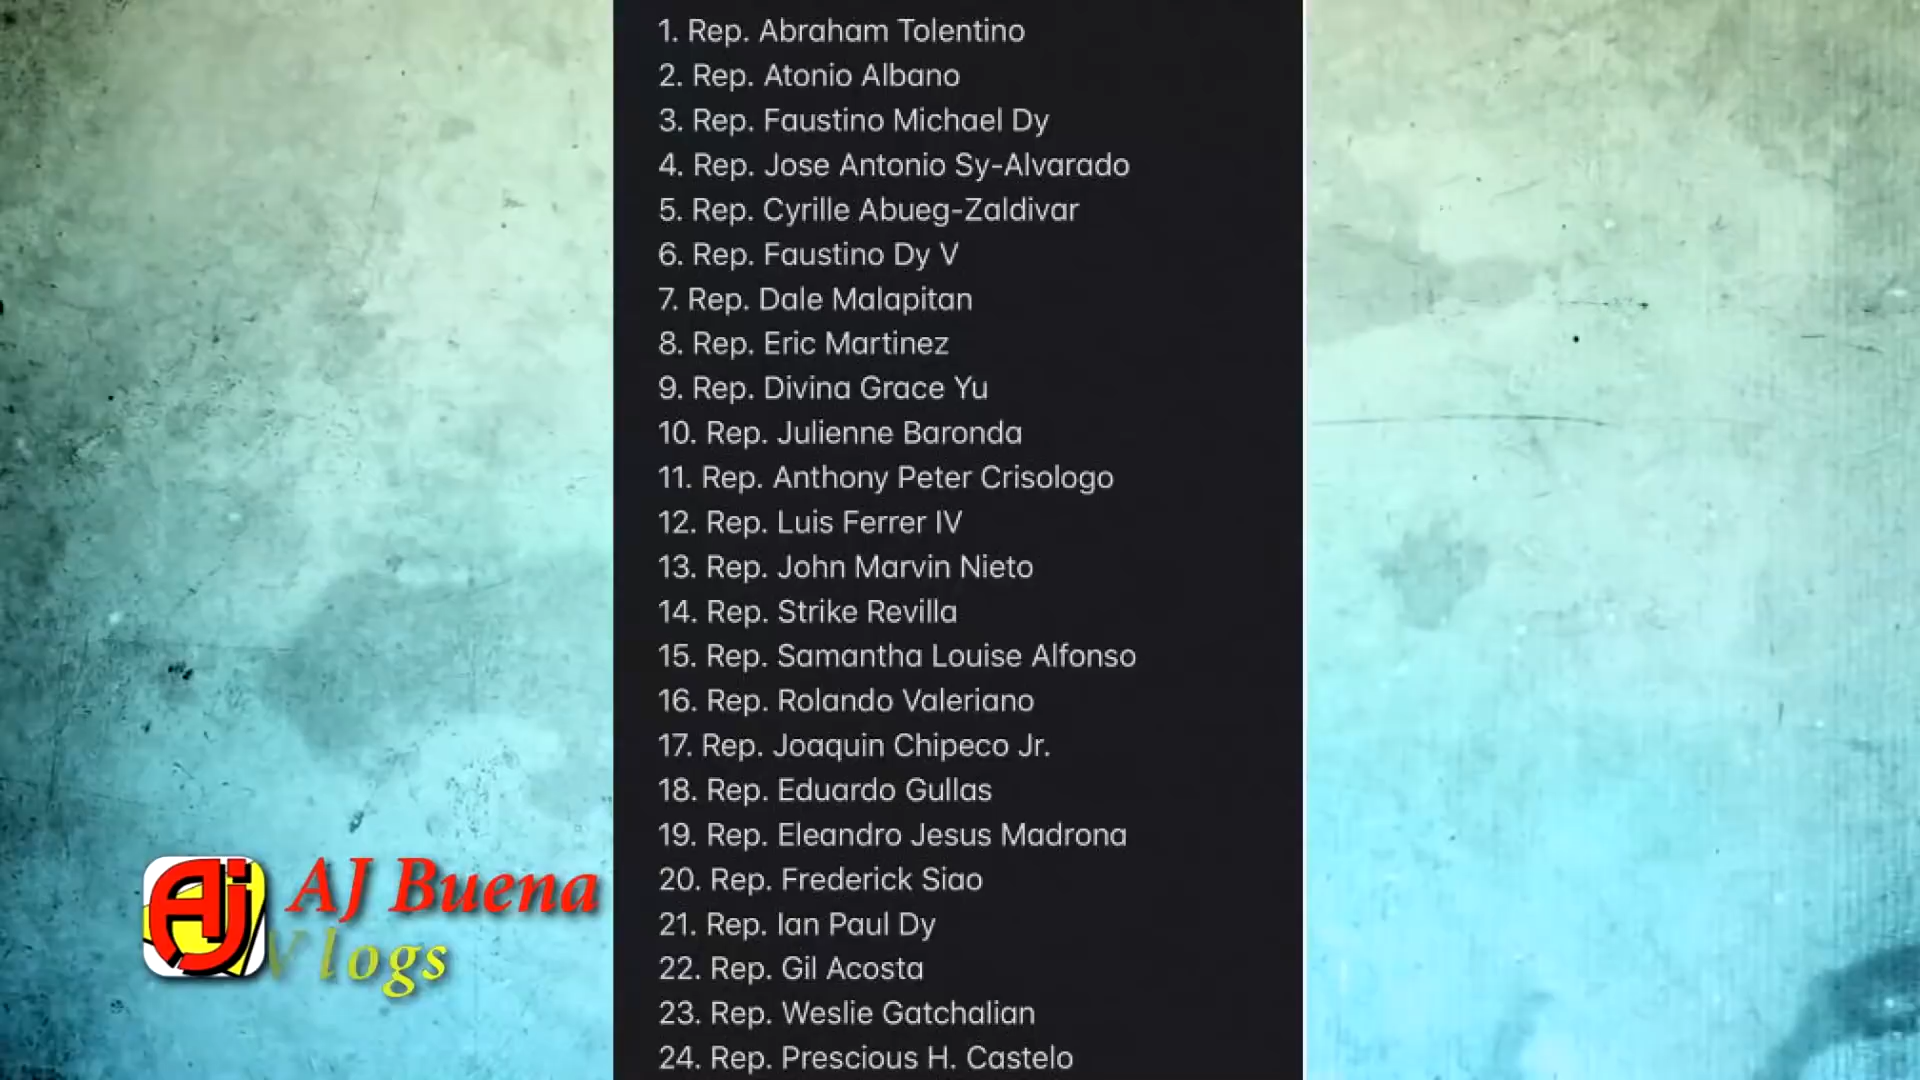 1. Rep. Abraham Tolentino
2. Rep. Atonio Albano
3. Rep. Faustino Michael Dy
4. Rep. Jose Antonio Sy-Alvarado
5. Rep. Cyrille Abueg-Zaldivar
6. Rep. Faustino Dy V
7. Rep. Dale Malapitan
8. Rep. Eric Martinez
9. Rep. Divina Grace Yu
10. Rep. Julienne Baronda
11. Rep. Anthony Peter Crisologo
12. Rep. Luis Ferrer IV
13. Rep. John Marvin Nieto
14. Rep. Strike Revilla
15. Rep. Samantha Louise Alfonso
16. Rep. Rolando Valeriano
17. Rep. Joaquin Chipeco Jr.
18. Rep. Eduardo Gullas
19. Rep. Eleandro Jesus Madrona
20. Rep. Frederick Siao
21. Rep. Ian Paul Dy
22. Rep. Gil Acosta
23. Rep. Weslie Gatchalian
24. Rep. Prescious H. Castelo
Aj
AJ Buena
Vlogs